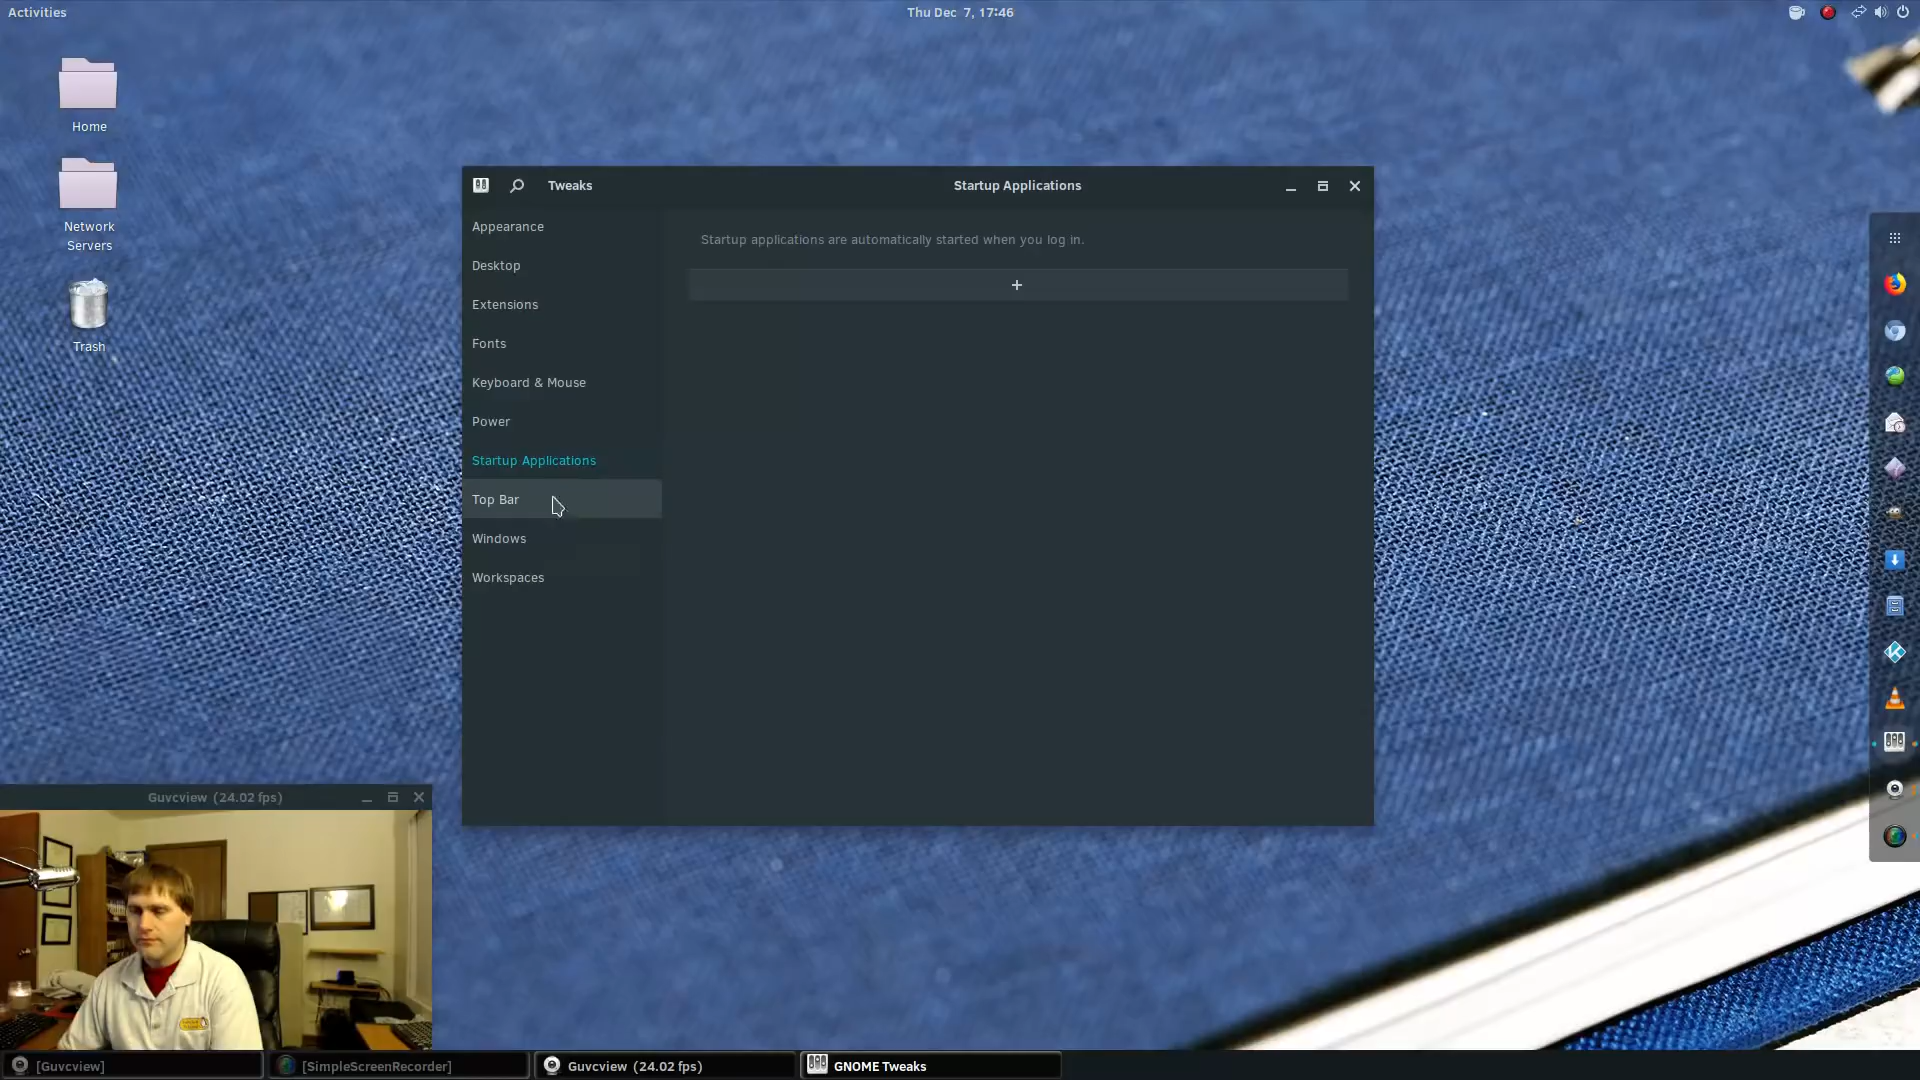 Activities
Thu Dec 7, 17:46
Home
Network
Servers
Trash
Tweaks
Startup Applications
Appearance
Desktop
Extensions
Fonts
Keyboard & Mouse
Power
Startup Applications
Top Bar
Windows
Workspaces
Startup applications are automatically started when you log in.
+
Guvcview (24.02 fps)
[Guvcview]
[SimpleScreenRecorder]
Guvcview (24.02 fps)
GNOME Tweaks